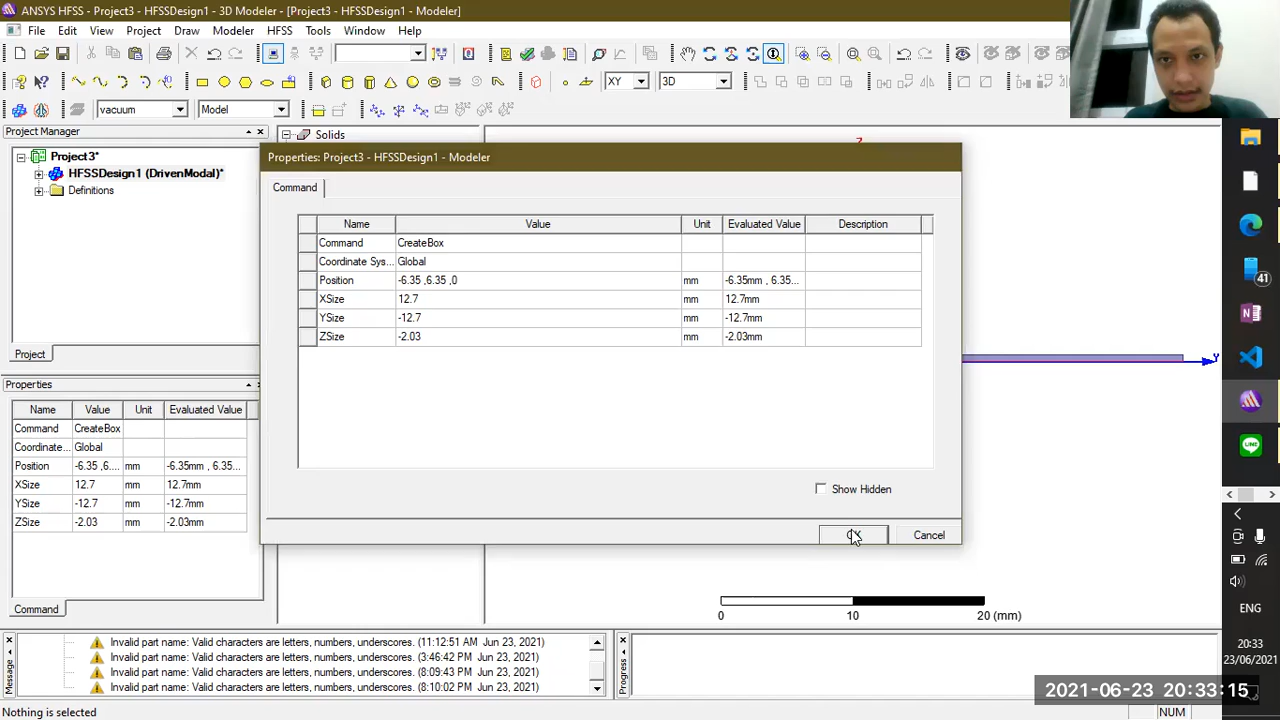 ANSYS HFSS - Project3 - HFSSDesign1 - 3D Modeler - [Project3 - HFSSDesign1 - Modeler]
File Edit View Project Draw Modeler HFSS Tools Window Help
XY 3D
vacuum Model
Project Manager
Project3*
HFSSDesign1 (DrivenModal)*
Definitions
Project
Solids
Z
Y
Properties: Project3 - HFSSDesign1 - Modeler
Command
Name Value Unit Evaluated Value Description
Command CreateBox
Coordinate Sys... Global
Position -6.35 ,6.35 ,0 mm -6.35mm , 6.35...
XSize 12.7 mm 12.7mm
YSize -12.7 mm -12.7mm
ZSize -2.03 mm -2.03mm
Show Hidden
OK Cancel
Properties
Name Value Unit Evaluated Value
Command CreateBox
Coordinate... Global
Position -6.35 ,6.... mm -6.35mm , 6.35...
XSize 12.7 mm 12.7mm
YSize -12.7 mm -12.7mm
ZSize -2.03 mm -2.03mm
Command
0 10 20 (mm)
Message
Invalid part name: Valid characters are letters, numbers, underscores. (11:12:51 AM Jun 23, 2021)
Invalid part name: Valid characters are letters, numbers, underscores. (3:46:42 PM Jun 23, 2021)
Invalid part name: Valid characters are letters, numbers, underscores. (8:09:43 PM Jun 23, 2021)
Invalid part name: Valid characters are letters, numbers, underscores. (8:10:02 PM Jun 23, 2021)
Progress
Nothing is selected
NUM
41
LINE
ENG
20:33
23/06/2021
2021-06-23 20:33:15